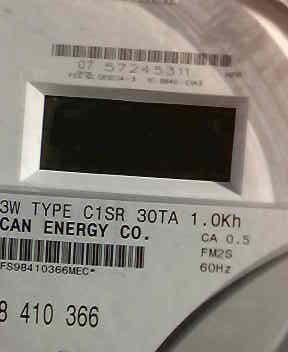 07 57245311
3W TYPE C1SR 30TA 1.0Kh
CAN ENERGY CO.
CA 0.5
FM2S
60Hz
FS98410366MEC*
8 410 366